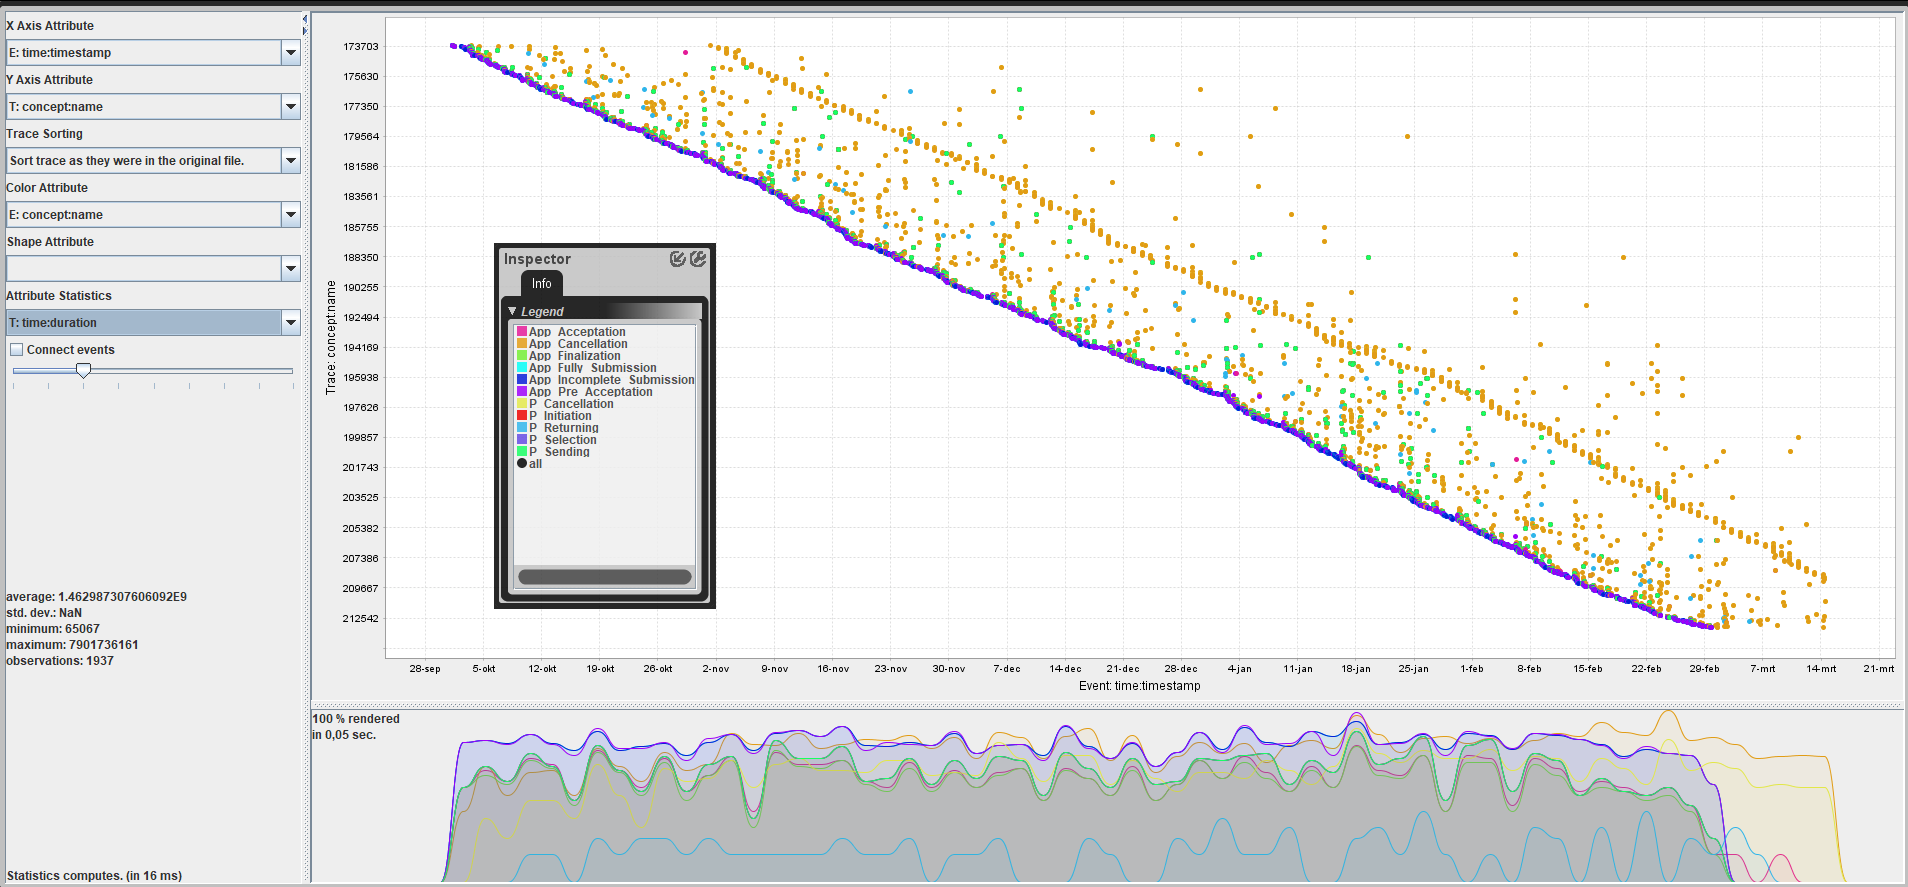 X Axis Attribute
E: time:timestamp
Y Axis Attribute
T: concept:name
Trace Sorting
Sort trace as they were in the original file.
Color Attribute
E: concept:name
Shape Attribute
Attribute Statistics
T: time:duration
Connect events
average: 1.462987307606092E9
std. dev.: NaN
minimum: 65067
maximum: 7901736161
observations: 1937
Statistics computes. (in 16 ms)
Trace: concept:name
173703
175630
177350
179564
181586
183561
185755
188350
190255
192494
194169
195938
197626
199857
201743
203525
205382
207386
209667
212542
28-sep 5-okt 12-okt 19-okt 26-okt 2-nov 9-nov 16-nov 23-nov 30-nov 7-dec 14-dec 21-dec 28-dec 4-jan 11-jan 18-jan 25-jan 1-feb 8-feb 15-feb 22-feb 29-feb 7-mrt 14-mrt 21-mrt
Event: time:timestamp
Inspector
Info
Legend
App Acceptation
App Cancellation
App Finalization
App Fully Submission
App Incomplete Submission
App Pre Acceptation
P Cancellation
P Initiation
P Returning
P Selection
P Sending
all
100 % rendered
in 0,05 sec.